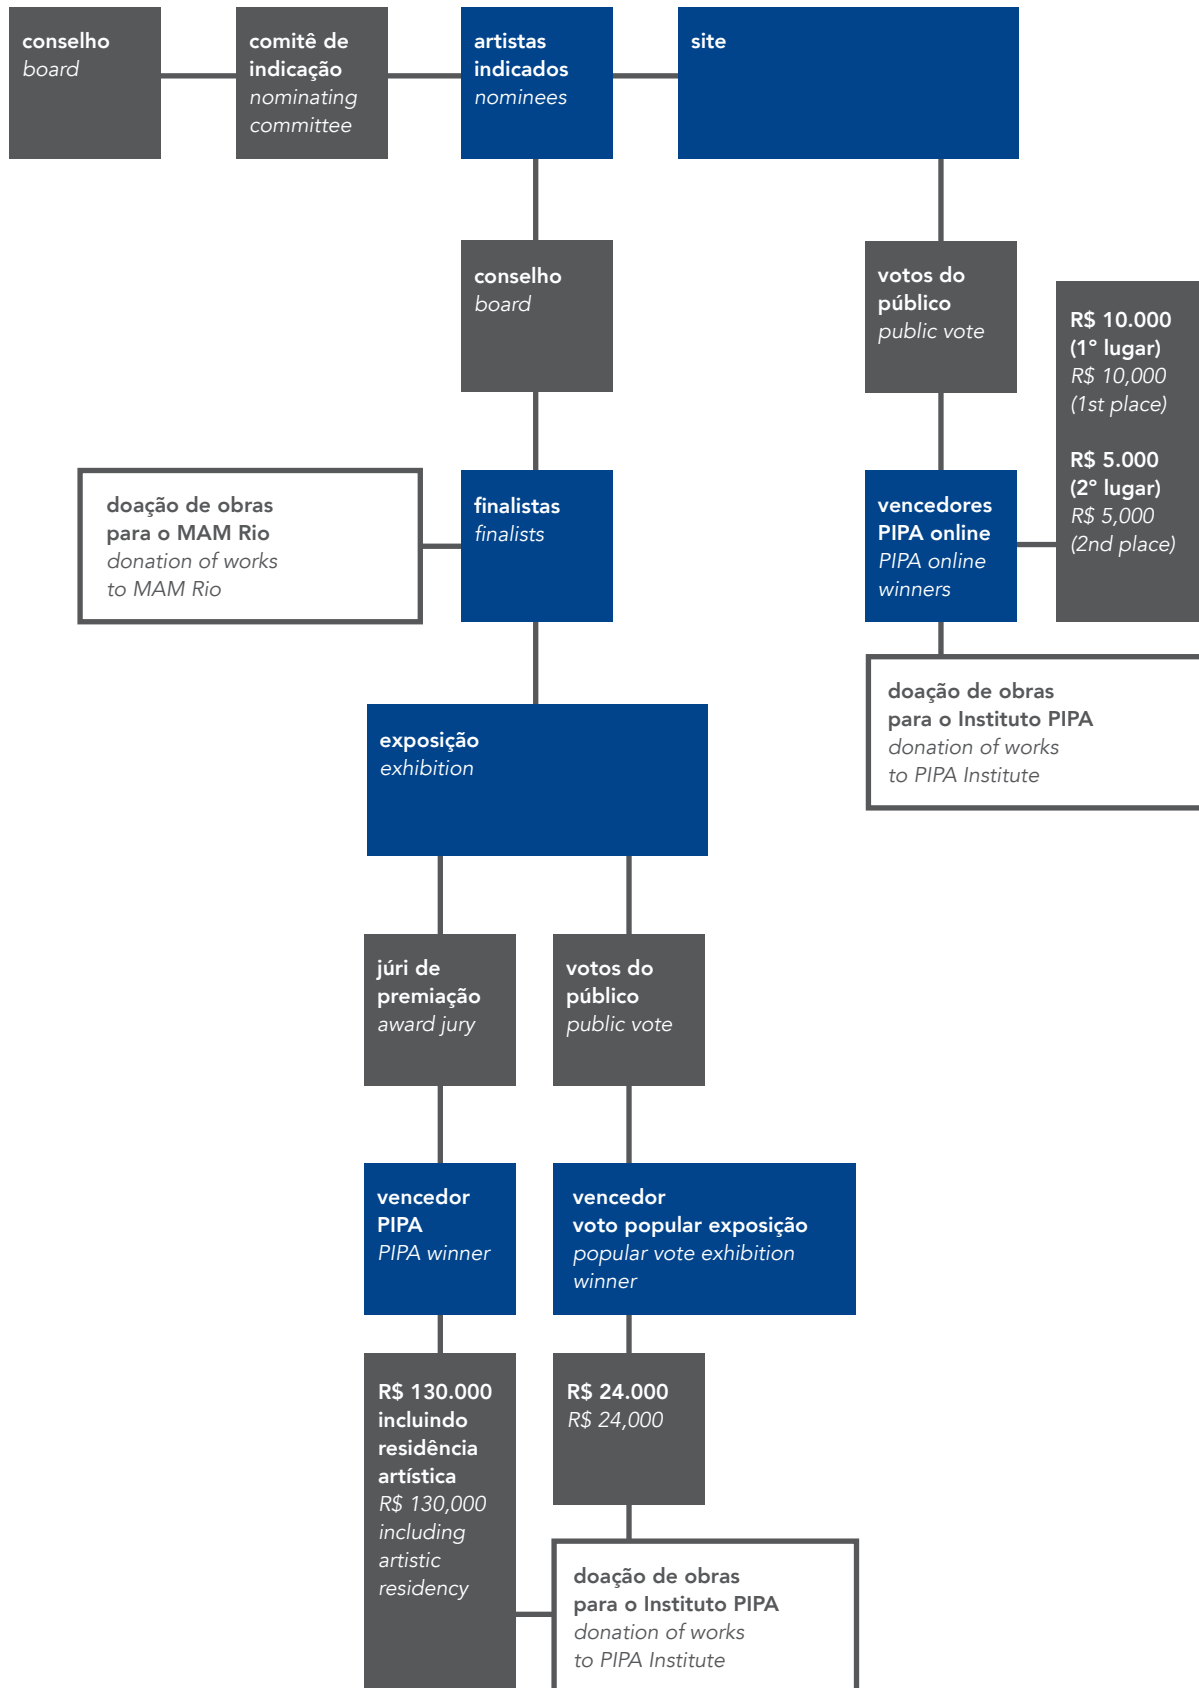 conselho
board
comitê de
indicação
nominating
committee
artistas
indicados
nominees
site
conselho
board
votos do
público
public vote
R$ 10.000
(1º lugar)
R$ 10,000
(1st place)
R$ 5.000
(2º lugar)
R$ 5,000
(2nd place)
doação de obras
para o MAM Rio
donation of works
to MAM Rio
finalistas
finalists
vencedores
PIPA online
PIPA online
winners
doação de obras
para o Instituto PIPA
donation of works
to PIPA Institute
exposição
exhibition
júri de
premiação
award jury
votos do
público
public vote
vencedor
PIPA
PIPA winner
vencedor
voto popular exposição
popular vote exhibition
winner
R$ 130.000
incluindo
residência
artística
R$ 130,000
including
artistic
residency
R$ 24.000
R$ 24,000
doação de obras
para o Instituto PIPA
donation of works
to PIPA Institute